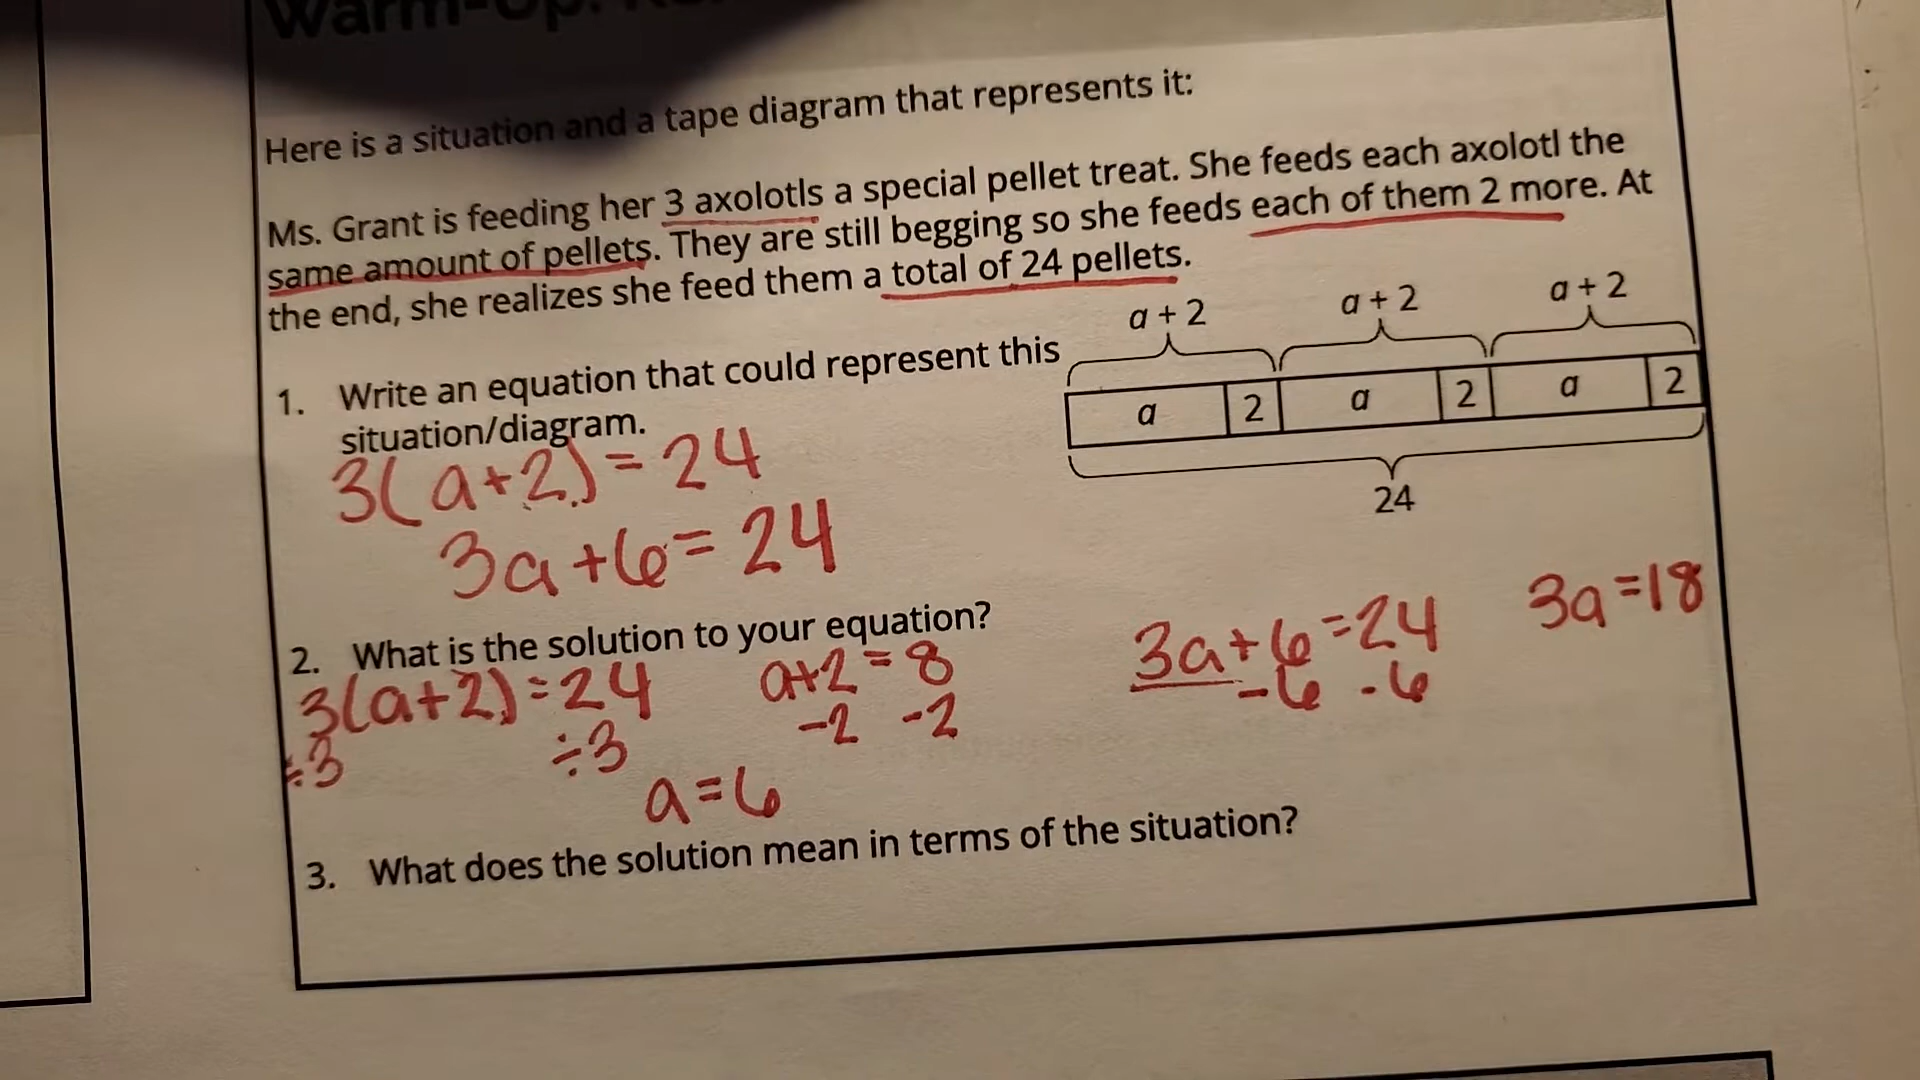 Warm-Up:
Here is a situation and a tape diagram that represents it:
Ms. Grant is feeding her 3 axolotls a special pellet treat. She feeds each axolotl the
same amount of pellets. They are still begging so she feeds each of them 2 more. At
the end, she realizes she feed them a total of 24 pellets.
a + 2 a + 2 a + 2
a 2 a 2 a 2
24
1. Write an equation that could represent this
situation/diagram.
3(a+2)=24
3a+6=24
2. What is the solution to your equation?
3(a+2)=24 a+2=8 3a+6=24 3a=18
÷3 ÷3 -2 -2 -6 -6
a=6
3. What does the solution mean in terms of the situation?